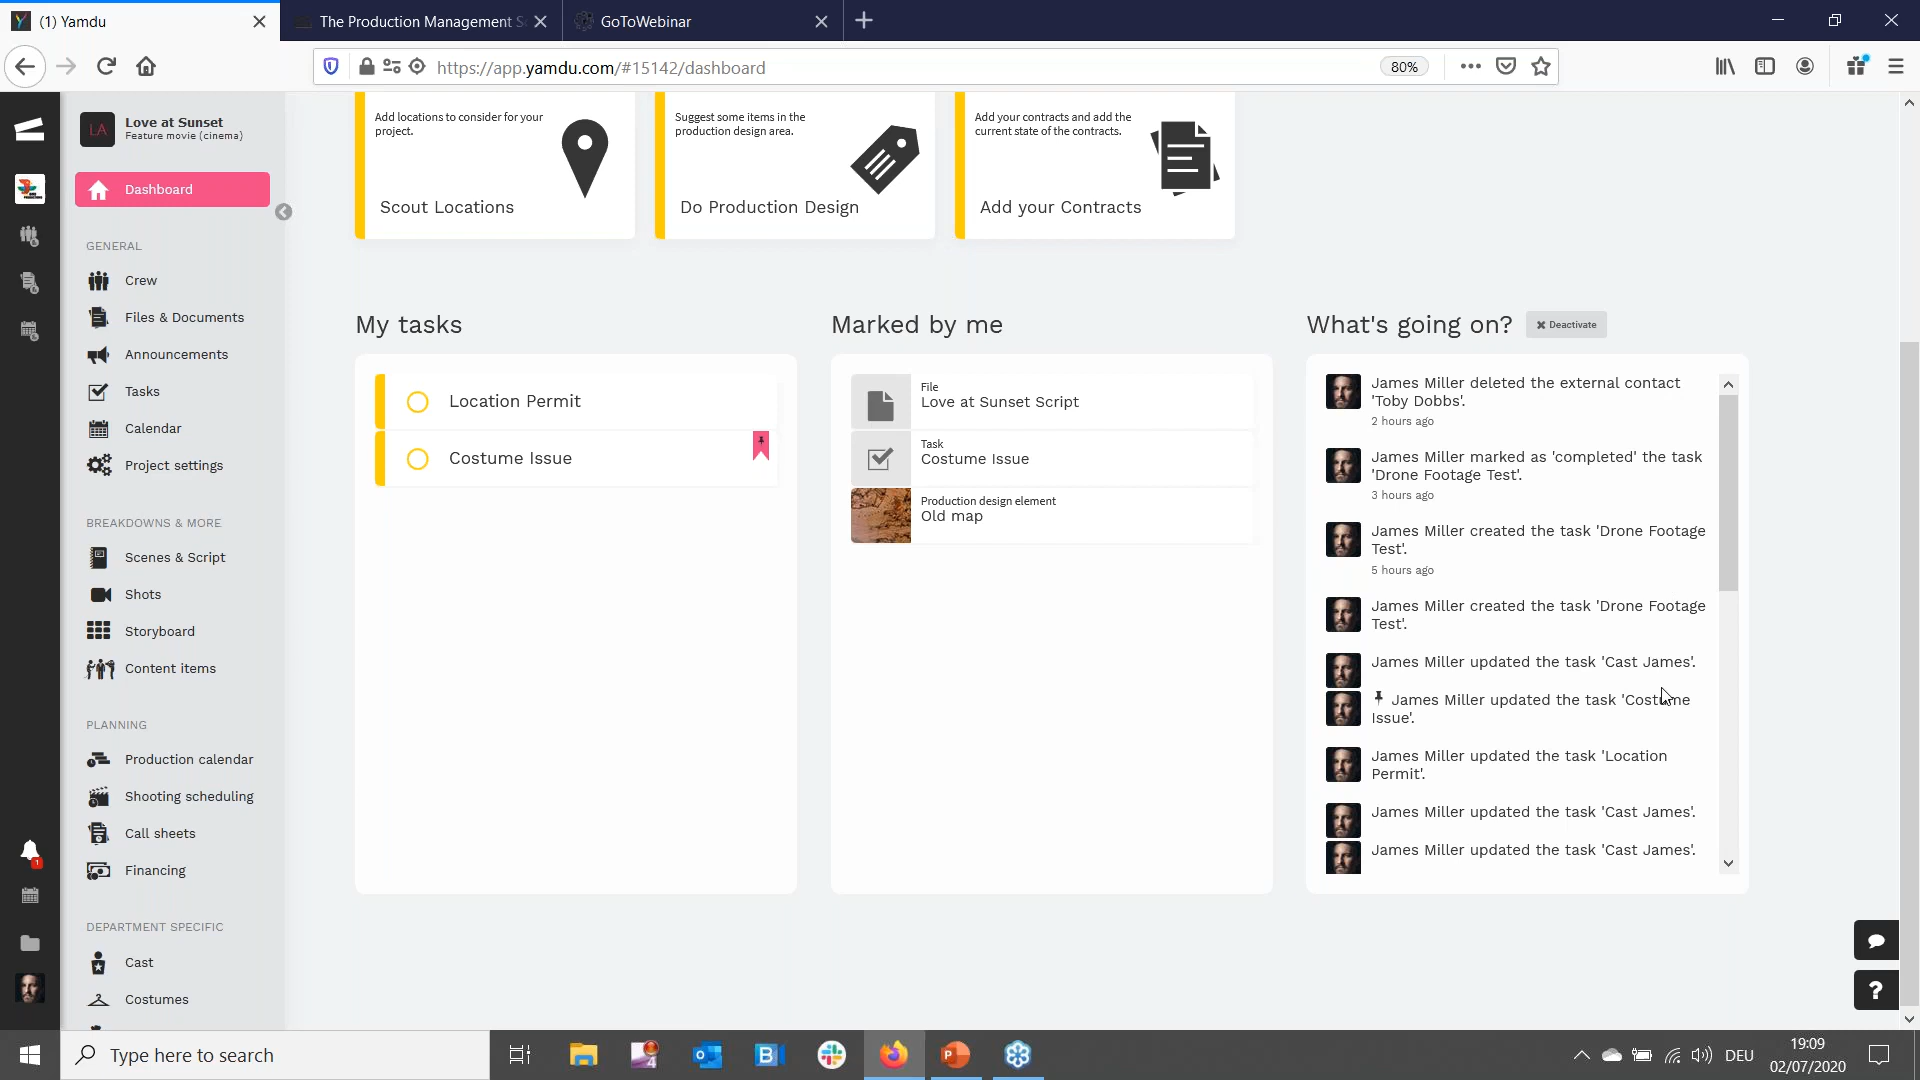 (1) Yamdu
The Production Management S
GoToWebinar
https://app.yamdu.com/#15142/dashboard
80%
LA
Love at Sunset
Feature movie (cinema)
Dashboard
GENERAL
Crew
Files & Documents
Announcements
Tasks
Calendar
Project settings
BREAKDOWNS & MORE
Scenes & Script
Shots
Storyboard
Content items
PLANNING
Production calendar
Shooting scheduling
Call sheets
Financing
DEPARTMENT SPECIFIC
Cast
Costumes
1
Add locations to consider for your
project.
Scout Locations
Suggest some items in the
production design area.
Do Production Design
Add your contracts and add the
current state of the contracts.
Add your Contracts
My tasks
Location Permit
Costume Issue
Marked by me
File
Love at Sunset Script
Task
Costume Issue
Production design element
Old map
What's going on?
Deactivate
James Miller deleted the external contact
'Toby Dobbs'.
2 hours ago
James Miller marked as 'completed' the task
'Drone Footage Test'.
3 hours ago
James Miller created the task 'Drone Footage
Test'.
5 hours ago
James Miller created the task 'Drone Footage
Test'.
James Miller updated the task 'Cast James'.
James Miller updated the task 'Costume
Issue'.
James Miller updated the task 'Location
Permit'.
James Miller updated the task 'Cast James'.
James Miller updated the task 'Cast James'.
?
Type here to search
DEU
19:09
02/07/2020